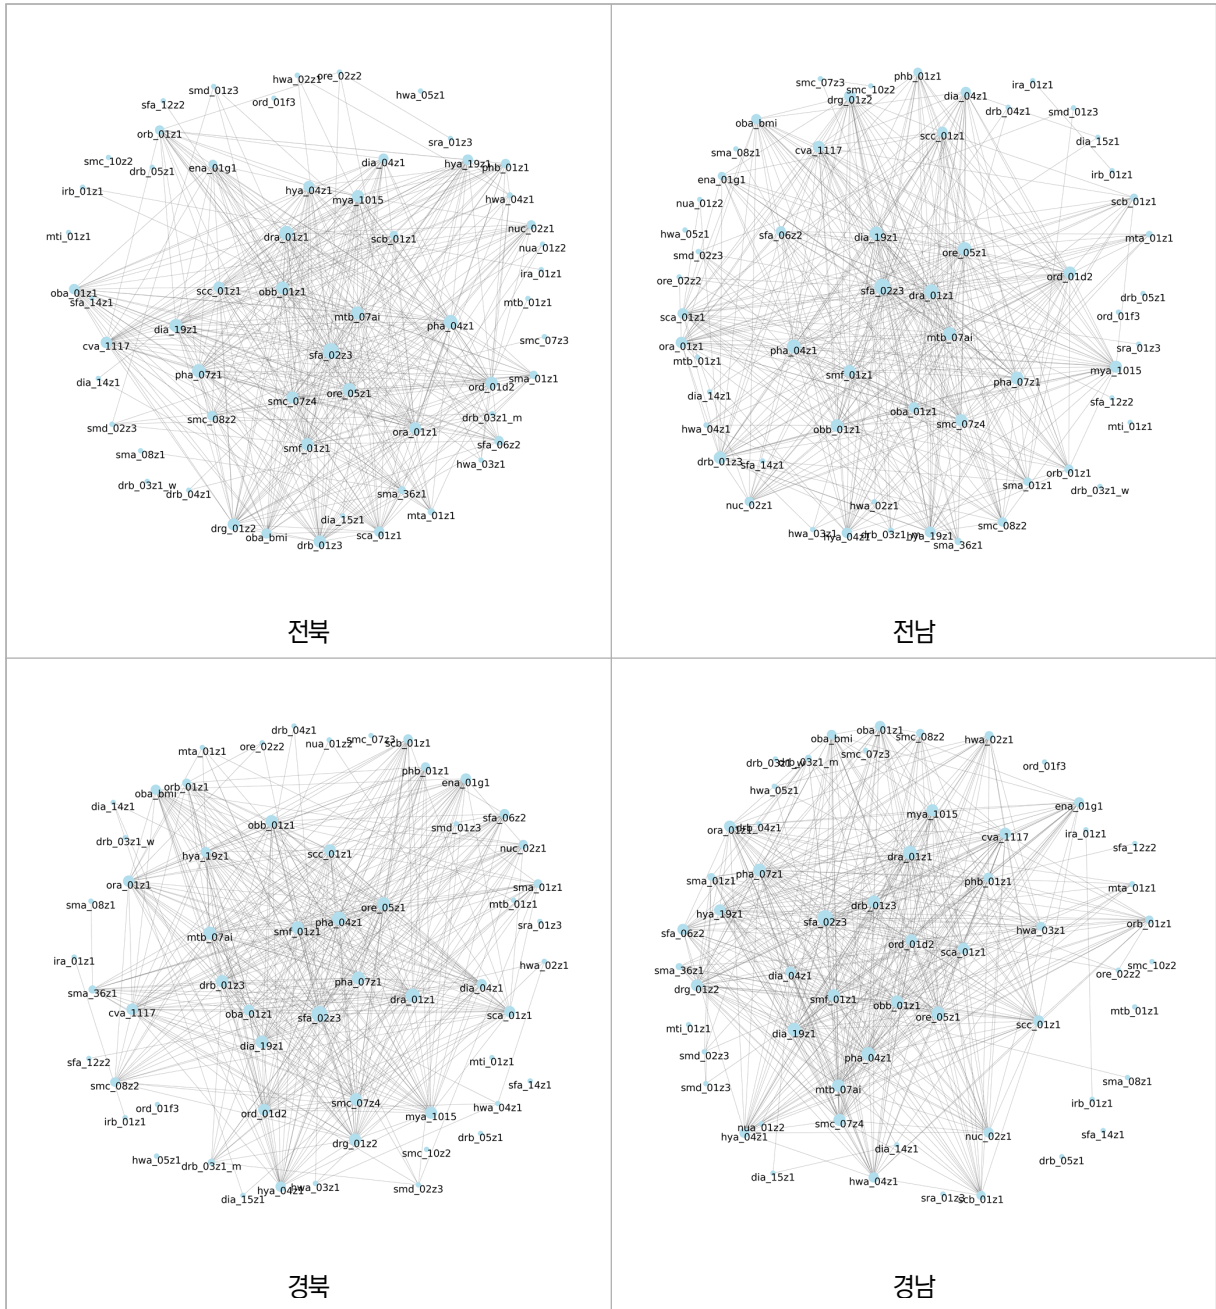 hwa_02z1
ore_02z2
smd_01z3
hwa_05z1
sfa_12z2
ord_01f3
orb_01z1
sra_01z3
smc_10z2
drb_05z1
ena_01g1
dia_04z1
hya_19z1
phb_01z1
irb_01z1
hya_04z1
mya_1015
hwa_04z1
mti_01z1
dra_01z1
scb_01z1
nuc_02z1
nua_01z2
ira_01z1
oba_01z1
sfa_14z1
scc_01z1
obb_01z1
mtb_01z1
mtb_07ai
pha_04z1
dia_19z1
cva_1117
smc_07z3
sfa_02z3
pha_07z1
dia_14z1
ore_05z1
ord_01d2
sma_01z1
smc_07z4
smc_08z2
drb_03z1_m
smd_02z3
ora_01z1
sfa_06z2
smf_01z1
sma_08z1
hwa_03z1
drb_03z1_w
drb_04z1
sma_36z1
mta_01z1
dia_15z1
drg_01z2
oba_bmi
drb_01z3
sca_01z1
전북
phb_01z1
smc_07z3
smc_10z2
ira_01z1
drg_01z2
dia_04z1
drb_04z1
smd_01z3
oba_bmi
scc_01z1
dia_15z1
sma_08z1
cva_1117
ena_01g1
irb_01z1
nua_01z2
scb_01z1
hwa_05z1
sfa_06z2
dia_19z1
mta_01z1
smd_02z3
ore_05z1
ore_02z2
ord_01d2
sfa_02z3
dra_01z1
drb_05z1
sca_01z1
ord_01f3
mtb_07ai
ora_01z1
pha_04z1
sra_01z3
mtb_01z1
smf_01z1
mya_1015
pha_07z1
dia_14z1
sfa_12z2
oba_01z1
smc_07z4
hwa_04z1
obb_01z1
mti_01z1
drb_01z3
sfa_14z1
orb_01z1
sma_01z1
drb_03z1_w
nuc_02z1
hwa_02z1
smc_08z2
hwa_03z1
hya_04z1
drb_03z1_m
hya_19z1
sma_36z1
전남
drb_04z1
mta_01z1
ore_02z2
nua_01z2
smc_07z3
scb_01z1
phb_01z1
oba_bmi
orb_01z1
ena_01g1
dia_14z1
obb_01z1
smd_01z3
sfa_06z2
drb_03z1_w
hya_19z1
scc_01z1
nuc_02z1
ora_01z1
sma_01z1
sma_08z1
mtb_01z1
ore_05z1
pha_04z1
smf_01z1
sra_01z3
mtb_07ai
ira_01z1
hwa_02z1
sma_36z1
drb_01z3
pha_07z1
dia_04z1
dra_01z1
cva_1117
oba_01z1
sfa_02z3
sca_01z1
dia_19z1
sfa_12z2
mti_01z1
smc_08z2
sfa_14z1
smc_07z4
ord_01f3
ord_01d2
mya_1015
hwa_04z1
irb_01z1
drg_01z2
drb_05z1
smc_10z2
hwa_05z1
drb_03z1_m
hya_04z1
hwa_03z1
smd_02z3
dia_15z1
경북
oba_01z1
oba_bmi
smc_08z2
hwa_02z1
smc_07z3
drb_03z1_w
drb_03z1_m
ord_01f3
hwa_05z1
ena_01g1
mya_1015
ora_01z1
drb_04z1
cva_1117
ira_01z1
sfa_12z2
dra_01z1
pha_07z1
sma_01z1
phb_01z1
mta_01z1
drb_01z3
hya_19z1
sfa_02z3
orb_01z1
sfa_06z2
hwa_03z1
ord_01d2
sca_01z1
sma_36z1
dia_04z1
smc_10z2
ore_02z2
drg_01z2
smf_01z1
obb_01z1
mtb_01z1
ore_05z1
mti_01z1
dia_19z1
scc_01z1
smd_02z3
pha_04z1
smd_01z3
mtb_07ai
sma_08z1
irb_01z1
smc_07z4
nua_01z2
hya_04z1
nuc_02z1
sfa_14z1
dia_14z1
drb_05z1
dia_15z1
hwa_04z1
sra_01z3
scb_01z1
경남